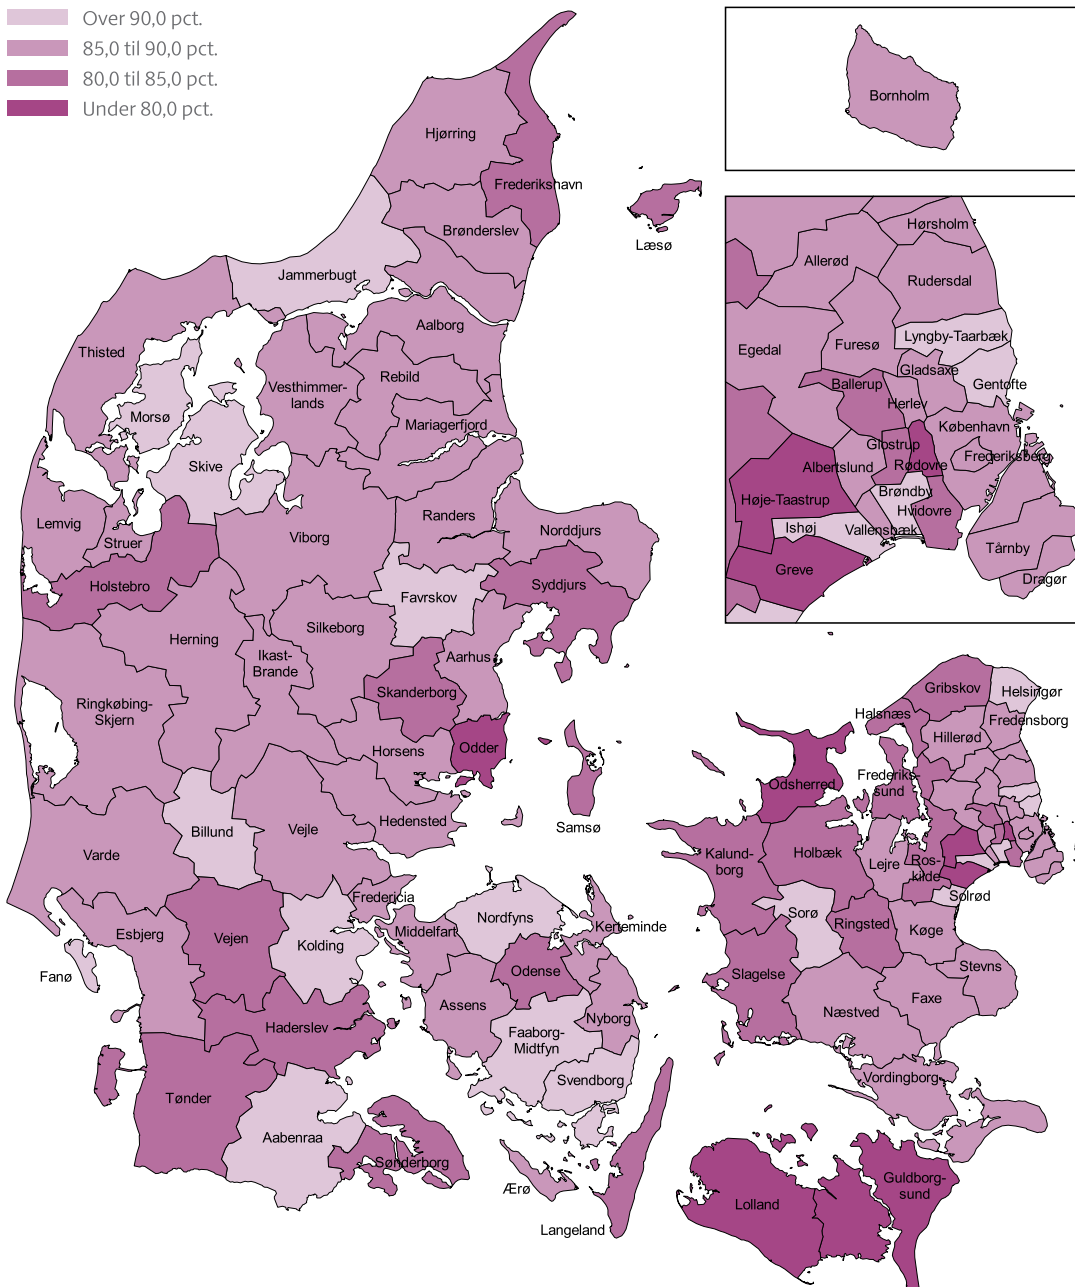 Over 90,0 pct.
85,0 til 90,0 pct.
80,0 til 85,0 pct.
Under 80,0 pct.
Bornholm
Hjørring
Frederikshavn
Læsø
Brønderslev
Jammerbugt
Aalborg
Thisted
Vesthimmer-
lands
Rebild
Morsø
Mariagerfjord
Skive
Lemvig
Struer
Viborg
Randers
Norddjurs
Holstebro
Favrskov
Syddjurs
Silkeborg
Herning
Ikast-
Brande
Aarhus
Skanderborg
Ringkøbing-
Skjern
Horsens
Odder
Samsø
Hedensted
Billund
Vejle
Varde
Fredericia
Esbjerg
Vejen
Kolding
Fanø
Middelfart
Nordfyns
Kerteminde
Odense
Assens
Nyborg
Faaborg-
Midtfyn
Svendborg
Haderslev
Tønder
Aabenraa
Sønderborg
Ærø
Langeland
Hørsholm
Allerød
Rudersdal
Lyngby-Taarbæk
Egedal
Furesø
Gladsaxe
Gentofte
Ballerup
Herlev
København
Glostrup
Frederiksberg
Albertslund
Rødovre
Høje-Taastrup
Brøndby
Hvidovre
Ishøj
Vallensbæk
Tårnby
Greve
Dragør
Gribskov
Helsingør
Halsnæs
Fredensborg
Hillerød
Odsherred
Frederiks-
sund
Kalund-
borg
Holbæk
Lejre
Ros-
kilde
Solrød
Sorø
Ringsted
Køge
Slagelse
Stevns
Næstved
Faxe
Vordingborg
Lolland
Guldborg-
sund